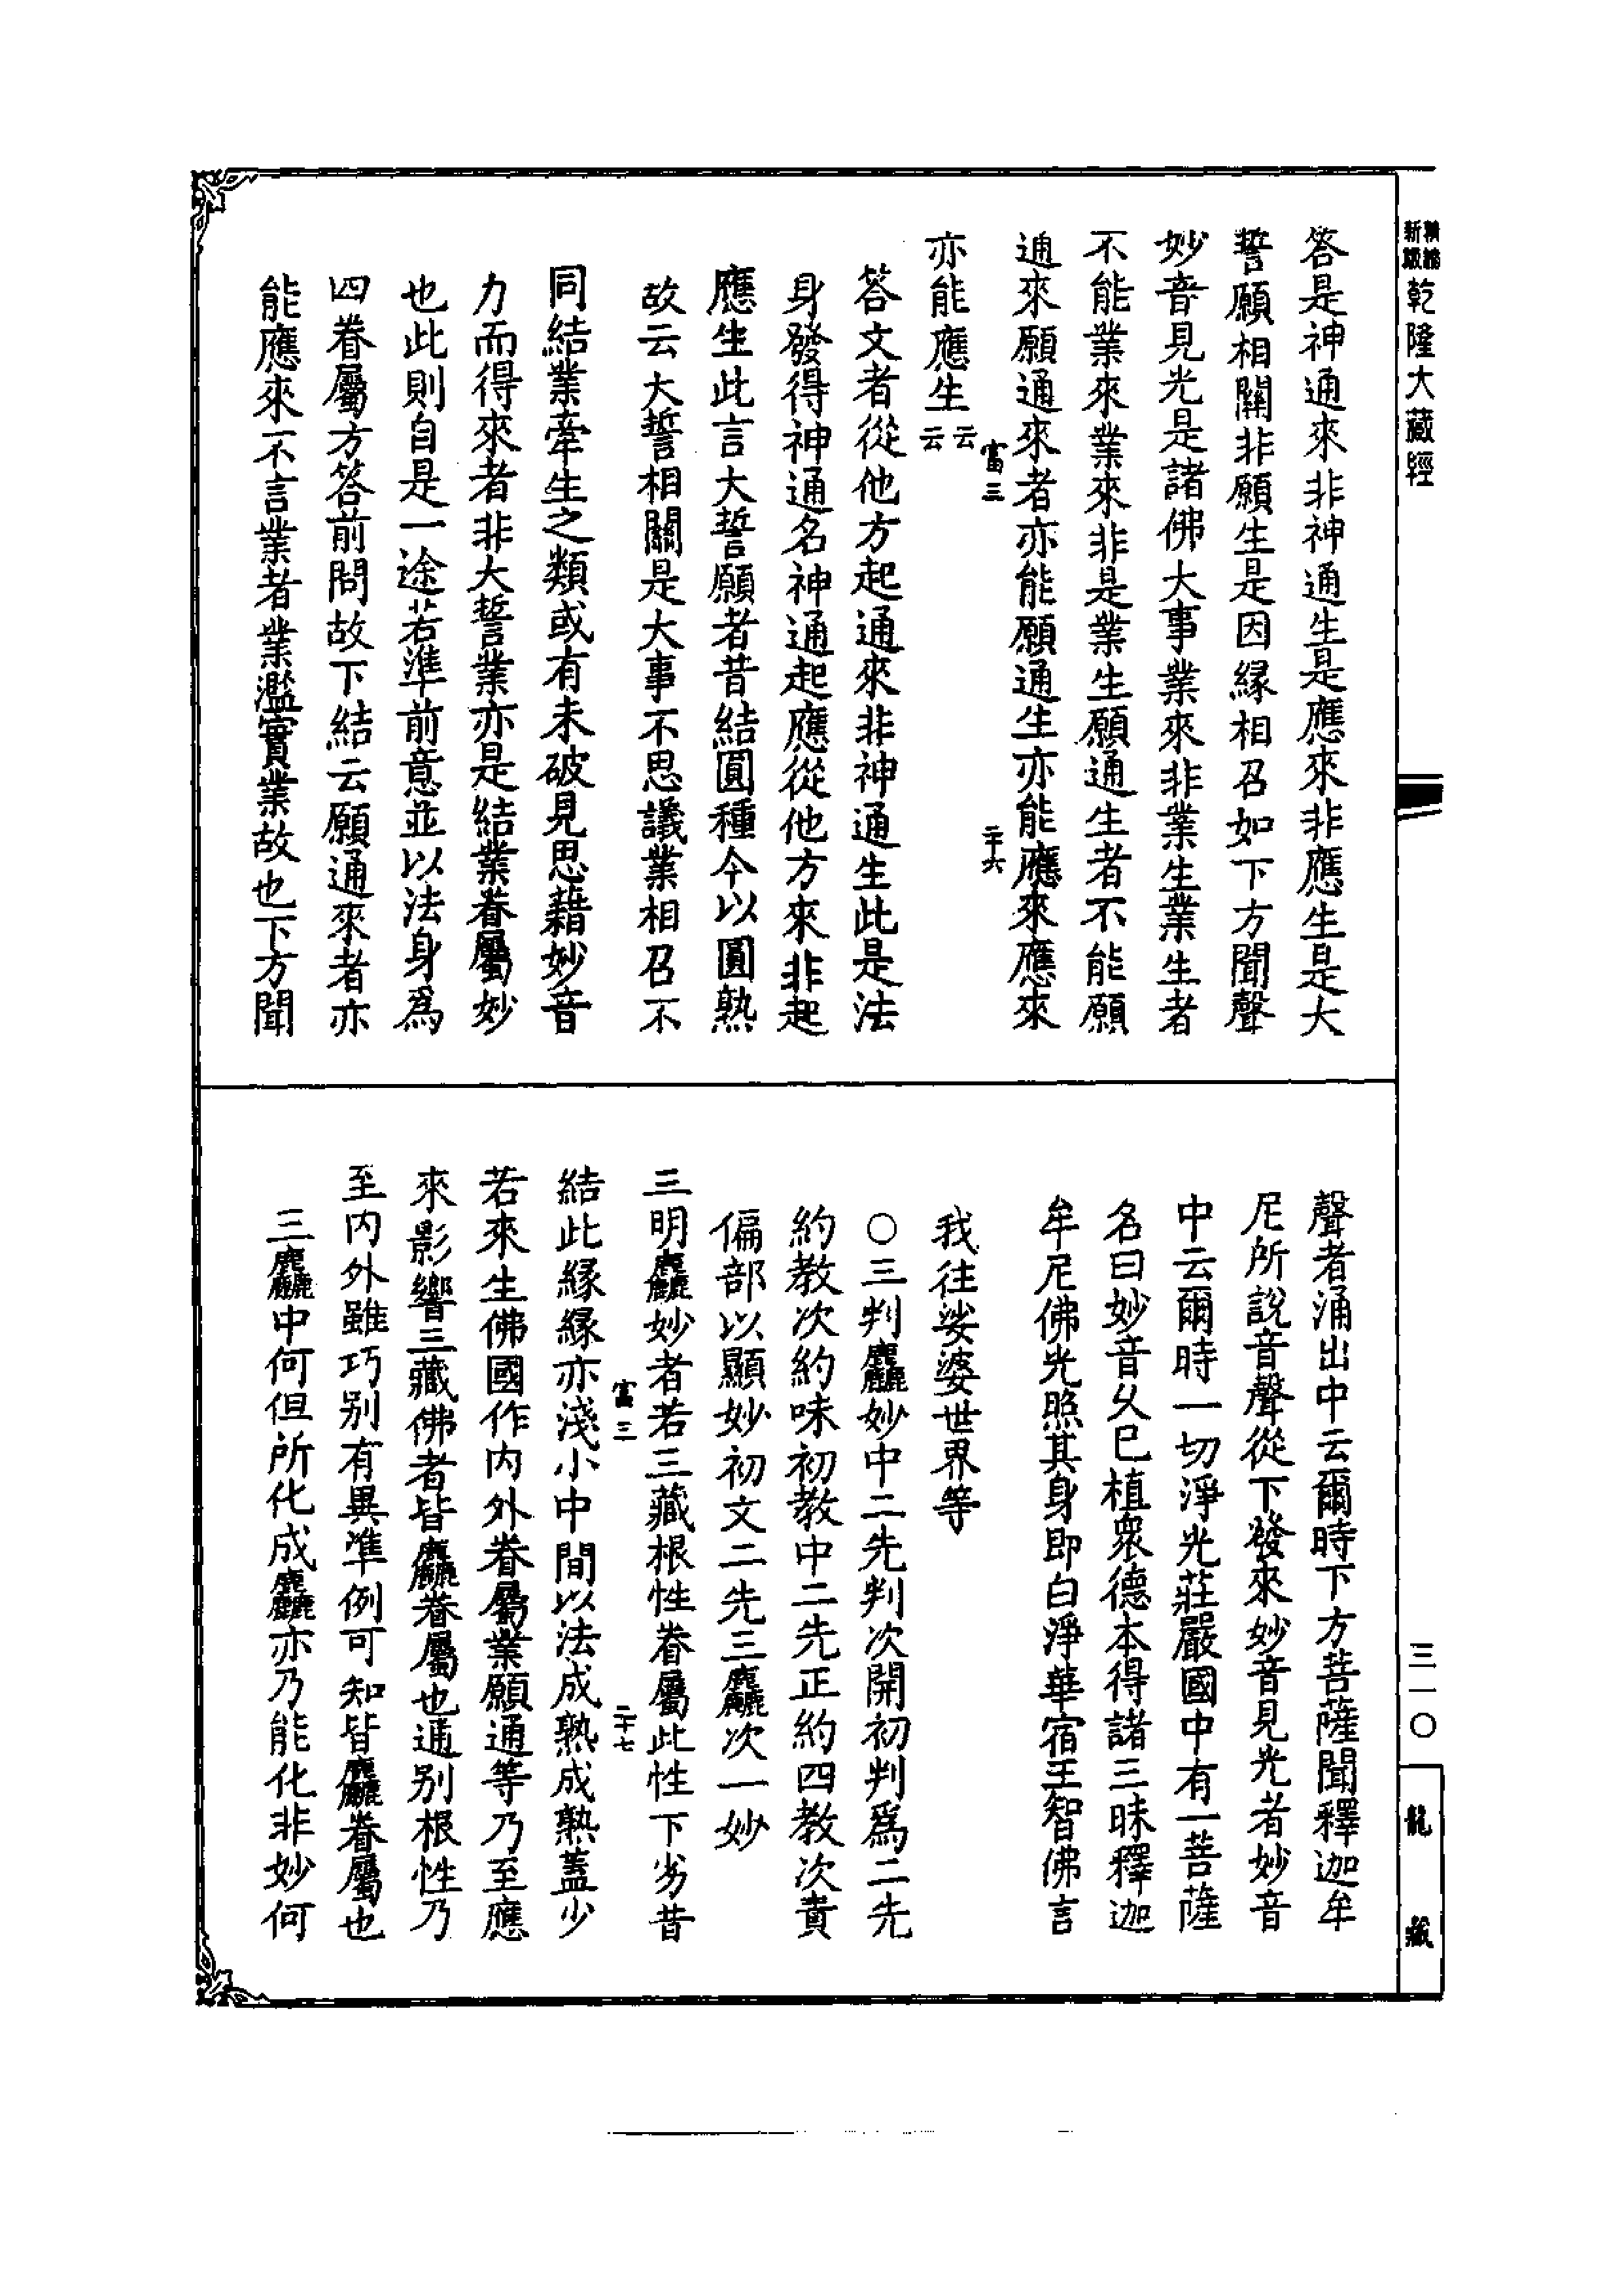 乾隆大藏經
答是神通來非神通生是應來非應生是大
誓願相關非願生是因緣相召如下方聞聲
妙音見光是諸佛大事業來非業生業生者
不能業來業來非是業生願通生者不能願
通來願通來者亦能願通生亦能應來應來
富三 二十六
亦能應生云云
答文者從他方起通來非神通生此是法
身發得神通名神通起應從他方來非起
應生此言大誓願者昔結圓種今以圓熟
故云大誓相關是大事不思議業相召不
同結業牽生之類或有未破見思藉妙音
力而得來者非大誓業亦是結業眷屬妙
也此則自是一途若準前意並以法身為
四眷屬方答前問故下結云願通來者亦
能應來不言業者業濫實業故也下方聞
聲者涌出中云爾時下方菩薩聞釋迦牟
尼所說音聲從下發來妙音見光者妙音
中云爾時一切淨光莊嚴國中有一菩薩
名曰妙音久已植眾德本得諸三昧釋迦
牟尼佛光照其身即白淨華宿王智佛言
我往娑婆世界等
○三判麤妙中二先判次開初判為二先
約教次約味初教中二先正約四教次責
偏部以顯妙初文二先三麤次一妙
三明麤妙者若三藏根性眷屬此性下劣昔
富三 二十七
結此緣緣亦淺小中間以法成熟成熟蓋少
若來生佛國作內外眷屬業願通等乃至應
來影響三藏佛者皆麤眷屬也通別根性乃
至內外雖巧別有異準例可知皆麤眷屬也
三麤中何但所化成麤亦乃能化非妙何
三一○
龍藏